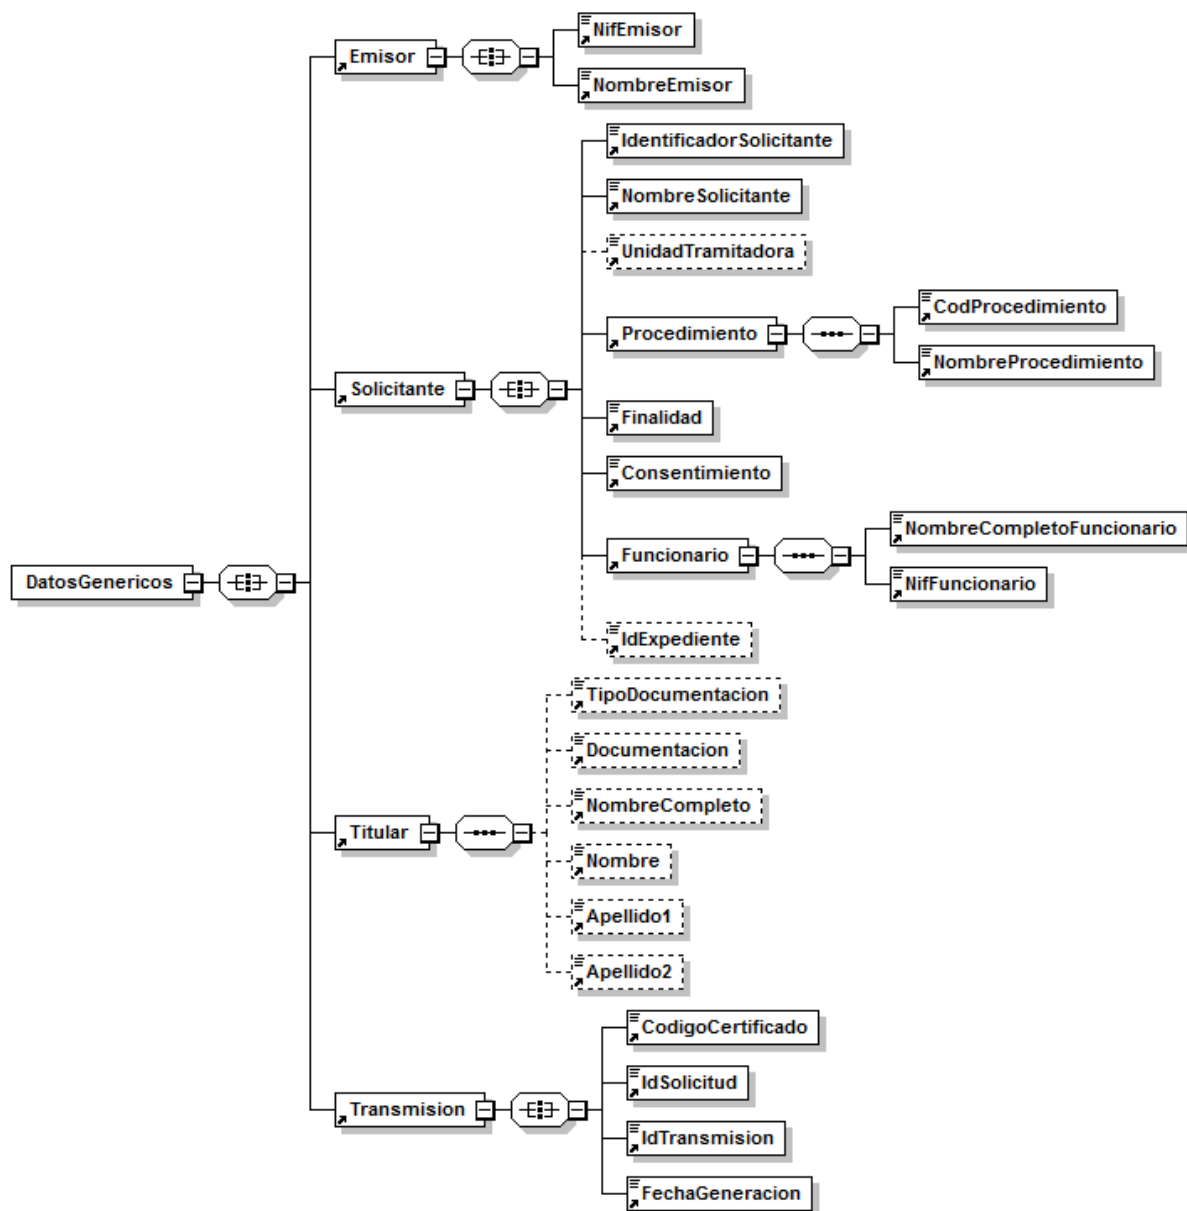 NifEmisor
Emisor
NombreEmisor
IdentificadorSolicitante
NombreSolicitante
UnidadTramitadora
CodProcedimiento
Procedimiento
NombreProcedimiento
Solicitante
Finalidad
Consentimiento
NombreCompletoFuncionario
Funcionario
DatosGenericos
NifFuncionario
IdExpediente
TipoDocumentacion
Documentacion
NombreCompleto
Titular
Nombre
Apellido1
Apellido2
CodigoCertificado
IdSolicitud
Transmision
IdTransmision
FechaGeneracion